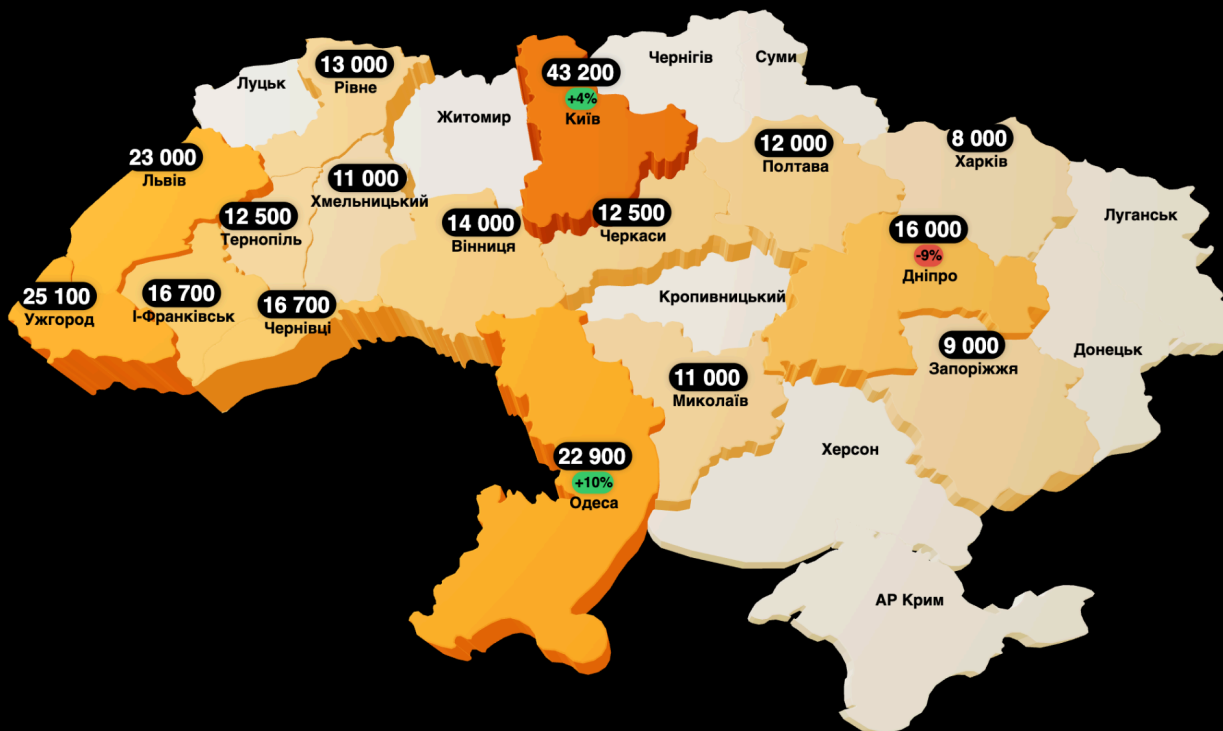 13 000
Рівне
Луцьк
43 200
+4%
Київ
Чернігів
Суми
Житомир
23 000
Львів
11 000
Хмельницький
12 000
Полтава
8 000
Харків
12 500
Тернопіль
14 000
Вінниця
12 500
Черкаси
16 000
-9%
Дніпро
Луганськ
25 100
Ужгород
16 700
І-Франківськ
16 700
Чернівці
Кропивницький
9 000
Запоріжжя
Донецьк
11 000
Миколаїв
22 900
+10%
Одеса
Херсон
АР Крим